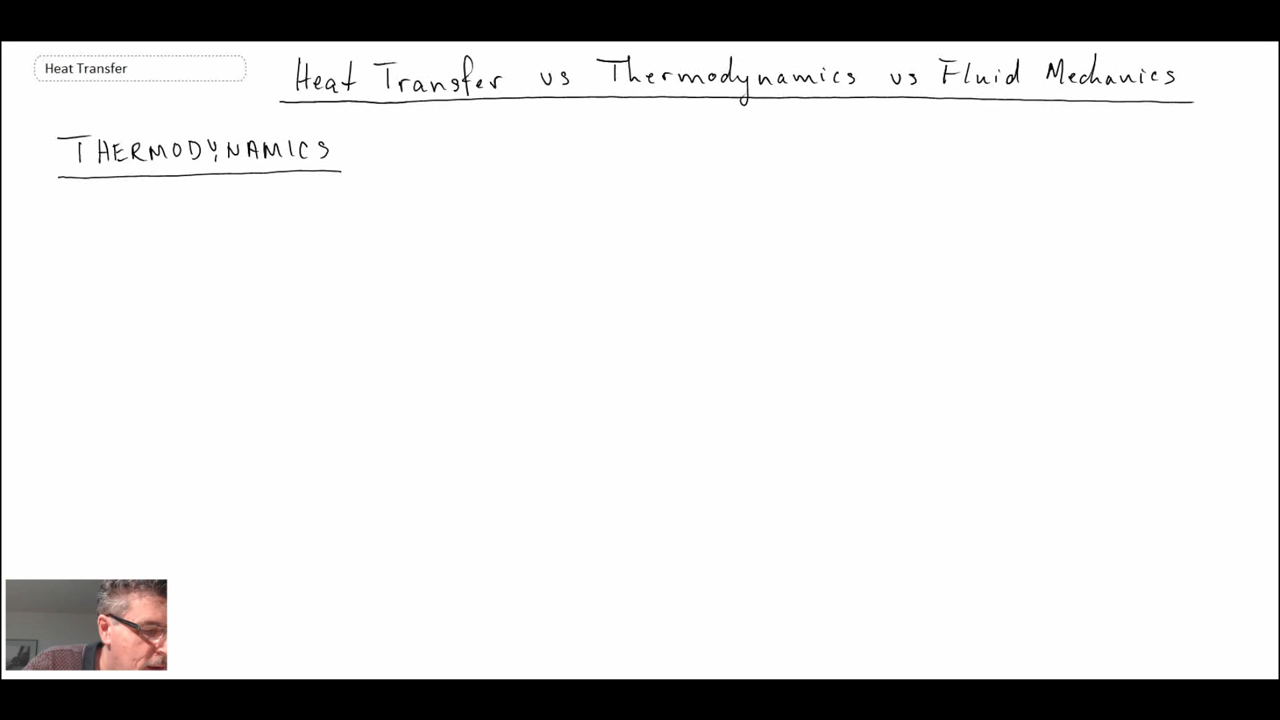 Heat Transfer
Heat Transfer vs Thermodynamics vs Fluid Mechanics
THERMODYNAMICS